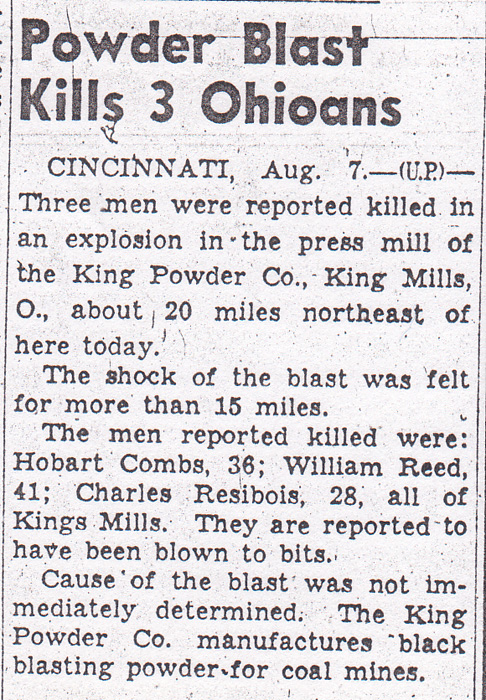 Powder Blast
Kills 3 Ohioans
CINCINNATI, Aug. 7.—(U.P.)—
Three men were reported killed in
an explosion in the press mill of
the King Powder Co., King Mills,
O., about 20 miles northeast of
here today.
The shock of the blast was felt
for more than 15 miles.
The men reported killed were:
Hobart Combs, 36; William Reed,
41; Charles Resibois, 28, all of
Kings Mills. They are reported to
have been blown to bits.
Cause of the blast was not im-
mediately determined. The King
Powder Co. manufactures black
blasting powder for coal mines.